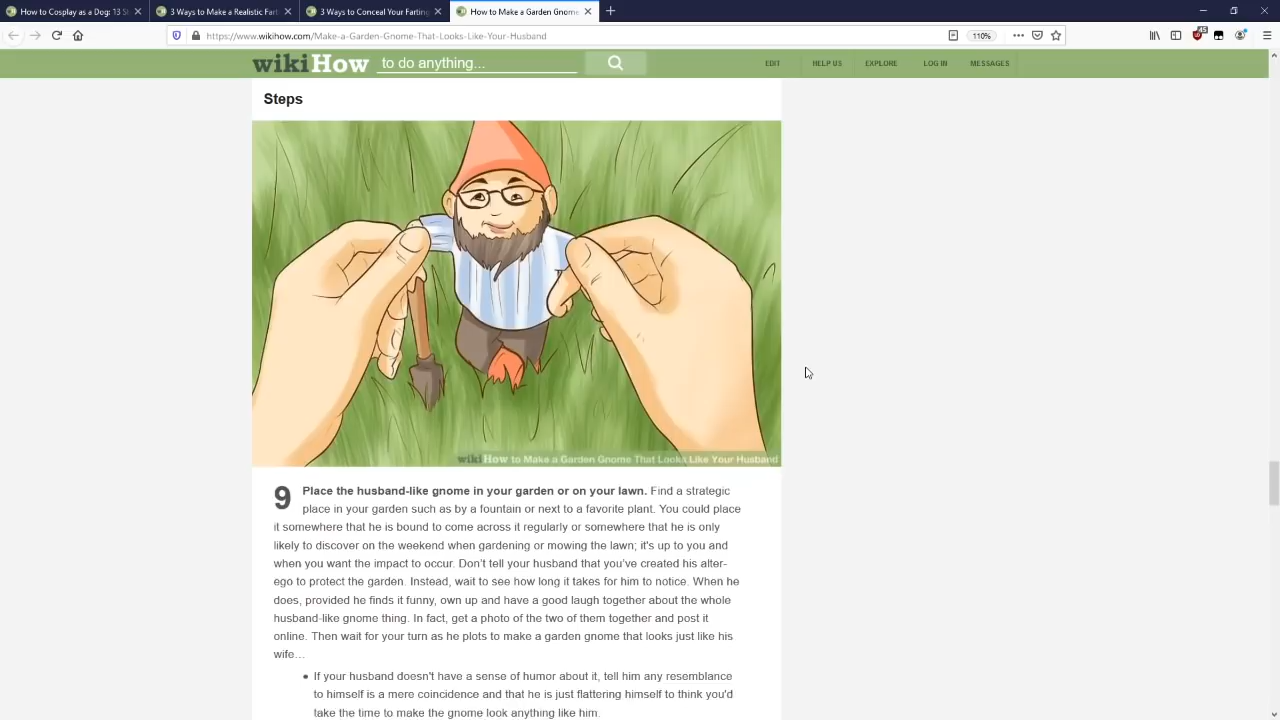 How to Cosplay as a Dog: 13 St
3 Ways to Make a Realistic Fart
3 Ways to Conceal Your Farting
How to Make a Garden Gnome
https://www.wikihow.com/Make-a-Garden-Gnome-That-Looks-Like-Your-Husband
110%
wikiHow to do anything...
EDIT
HELP US
EXPLORE
LOG IN
MESSAGES
Steps
wikiHow to Make a Garden Gnome That Looks Like Your Husband
9 Place the husband-like gnome in your garden or on your lawn. Find a strategic
place in your garden such as by a fountain or next to a favorite plant. You could place
it somewhere that he is bound to come across it regularly or somewhere that he is only
likely to discover on the weekend when gardening or mowing the lawn; it's up to you and
when you want the impact to occur. Don't tell your husband that you've created his alter-
ego to protect the garden. Instead, wait to see how long it takes for him to notice. When he
does, provided he finds it funny, own up and have a good laugh together about the whole
husband-like gnome thing. In fact, get a photo of the two of them together and post it
online. Then wait for your turn as he plots to make a garden gnome that looks just like his
wife…
• If your husband doesn't have a sense of humor about it, tell him any resemblance
to himself is a mere coincidence and that he is just flattering himself to think you'd
take the time to make the gnome look anything like him.